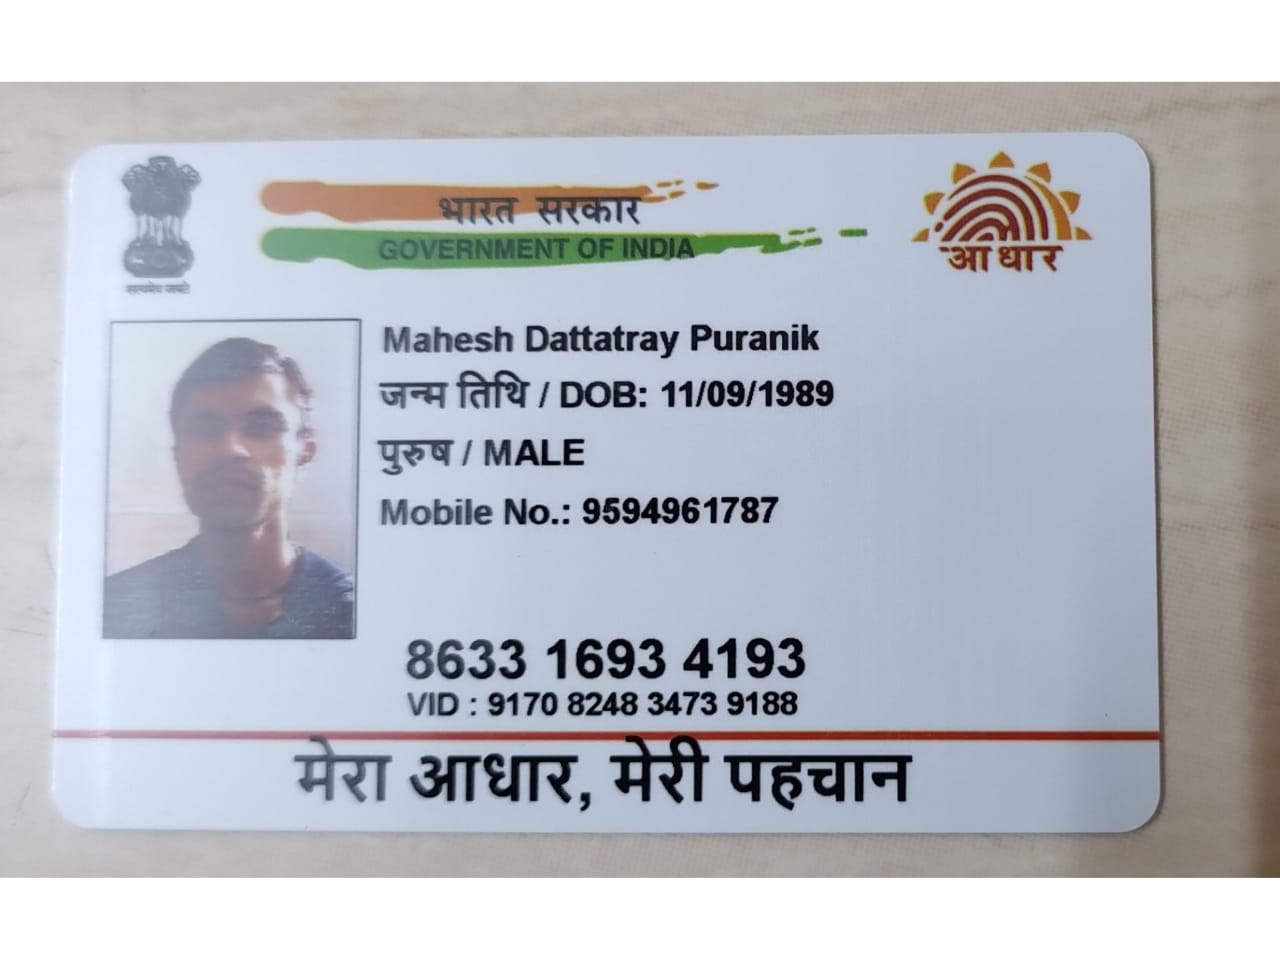 भारत सरकार
GOVERNMENT OF INDIA
आधार
सत्यमेव जयते
Mahesh Dattatray Puranik
जन्म तिथि / DOB: 11/09/1989
पुरुष / MALE
Mobile No.: 9594961787
8633 1693 4193
VID : 9170 8248 3473 9188
मेरा आधार, मेरी पहचान